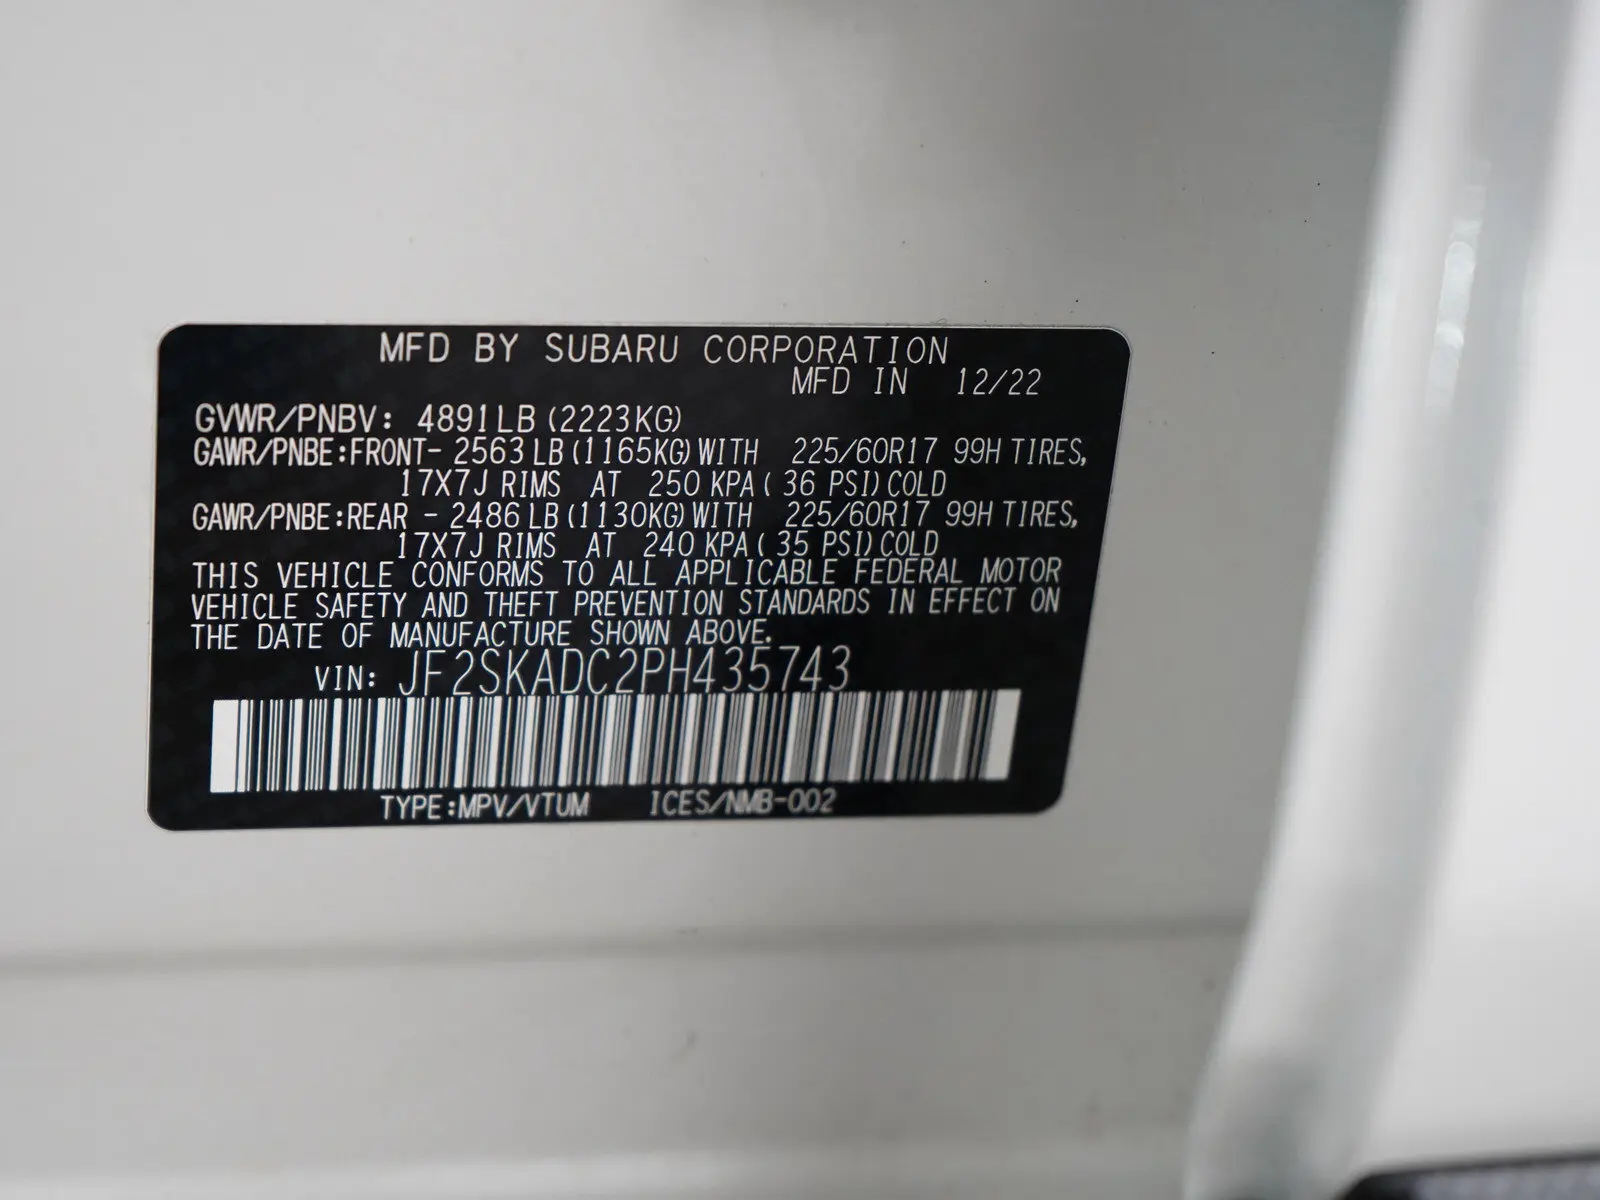 MFD BY SUBARU CORPORATION
MFD IN 12/22
GVWR/PNBV: 4891LB (2223KG)
GAWR/PNBE:FRONT- 2563 LB (1165KG) WITH 225/60R17 99H TIRES,
17X7J RIMS AT 250 KPA ( 36 PSI) COLD
GAWR/PNBE:REAR - 2486 LB (1130KG) WITH 225/60R17 99H TIRES,
17X7J RIMS AT 240 KPA ( 35 PSI) COLD
THIS VEHICLE CONFORMS TO ALL APPLICABLE FEDERAL MOTOR
VEHICLE SAFETY AND THEFT PREVENTION STANDARDS IN EFFECT ON
THE DATE OF MANUFACTURE SHOWN ABOVE.
VIN: JF2SKADC2PH435743
TYPE:MPV/VTUM ICES/NMB-002